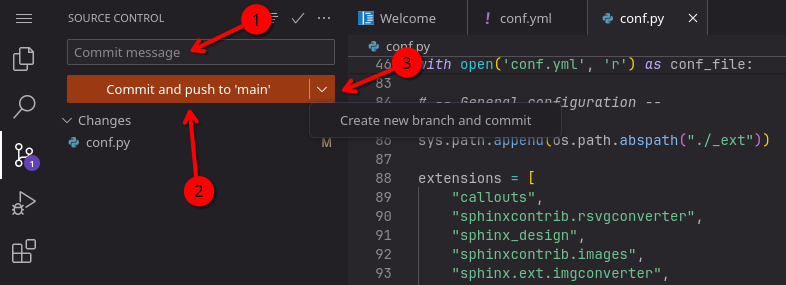 SOURCE CONTROL
1
Commit message
Commit and push to 'main'
3
Create new branch and commit
Changes
conf.py
M
2
1
Welcome
! conf.yml
conf.py
conf.py
46 with open('conf.yml', 'r') as conf_file:
83
84 # -- General configuration --
86 sys.path.append(os.path.abspath("./_ext"))
87
88 extensions = [
89 "callouts",
90 "sphinxcontrib.rsvgconverter",
91 "sphinx_design",
92 "sphinxcontrib.images",
93 "sphinx.ext.imgconverter",